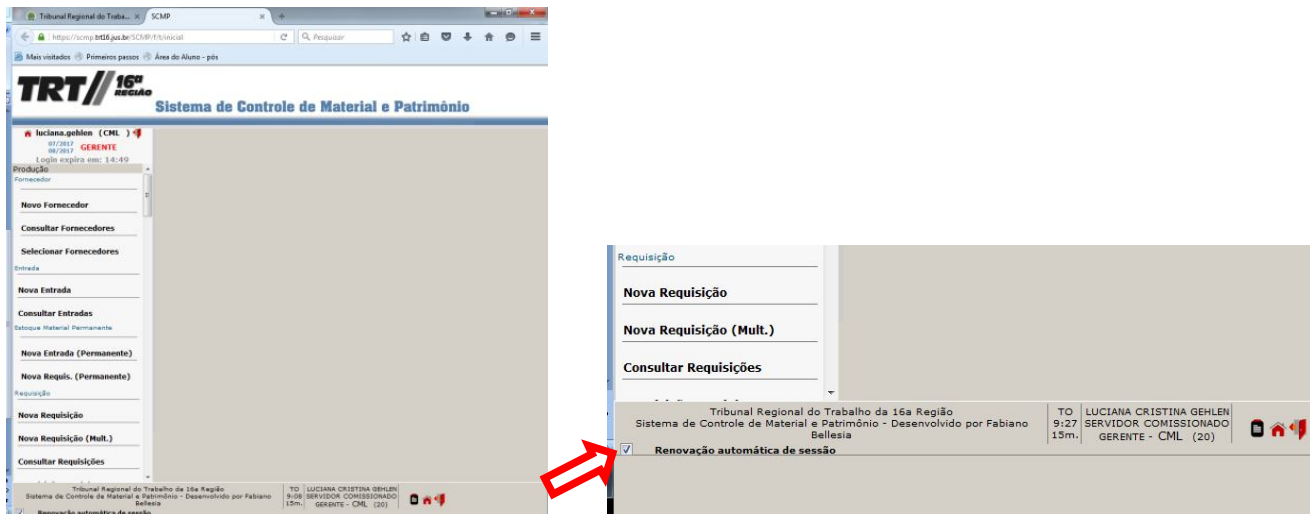 Tribunal Regional do Traba...
SCMP
https://scmp.trt16.jus.br/SCMP/f/t/inicial
Pesquisar
Mais visitados
Primeiros passos
Área do Aluno - pós
TRT// 16ª
REGIÃO
Sistema de Controle de Material e Patrimônio
luciana.gehlen (CML )
07/2017
08/2017
GERENTE
Login expira em: 14:49
Produção
Fornecedor
Novo Fornecedor
Consultar Fornecedores
Selecionar Fornecedores
Entrada
Nova Entrada
Consultar Entradas
Estoque Material Permanente
Nova Entrada (Permanente)
Nova Requis. (Permanente)
Requisição
Nova Requisição
Nova Requisição (Mult.)
Consultar Requisições
Tribunal Regional do Trabalho da 16a Região
Sistema de Controle de Material e Patrimônio - Desenvolvido por Fabiano
Bellesia
TO
9:08
15m.
LUCIANA CRISTINA GEHLEN
SERVIDOR COMISSIONADO
GERENTE - CML (20)
Renovação automática de sessão
Requisição
Nova Requisição
Nova Requisição (Mult.)
Consultar Requisições
Tribunal Regional do Trabalho da 16a Região
Sistema de Controle de Material e Patrimônio - Desenvolvido por Fabiano
Bellesia
TO
9:27
15m.
LUCIANA CRISTINA GEHLEN
SERVIDOR COMISSIONADO
GERENTE - CML (20)
Renovação automática de sessão